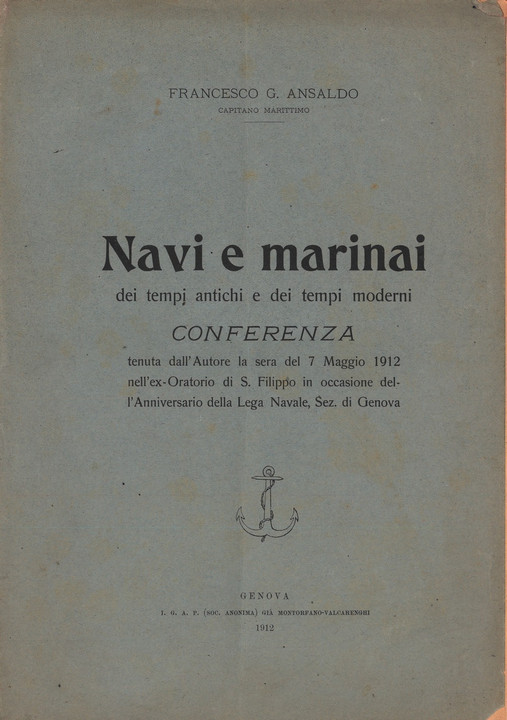 FRANCESCO G. ANSALDO
CAPITANO MARITTIMO
Navi e marinai
dei tempi antichi e dei tempi moderni
CONFERENZA
tenuta dall'Autore la sera del 7 Maggio 1912
nell'ex-Oratorio di S. Filippo in occasione del-
l'Anniversario della Lega Navale, Sez. di Genova
GENOVA
I. G. A. P. (SOC. ANONIMA) GIÀ MONTORFANO-VALCARENGHI
1912